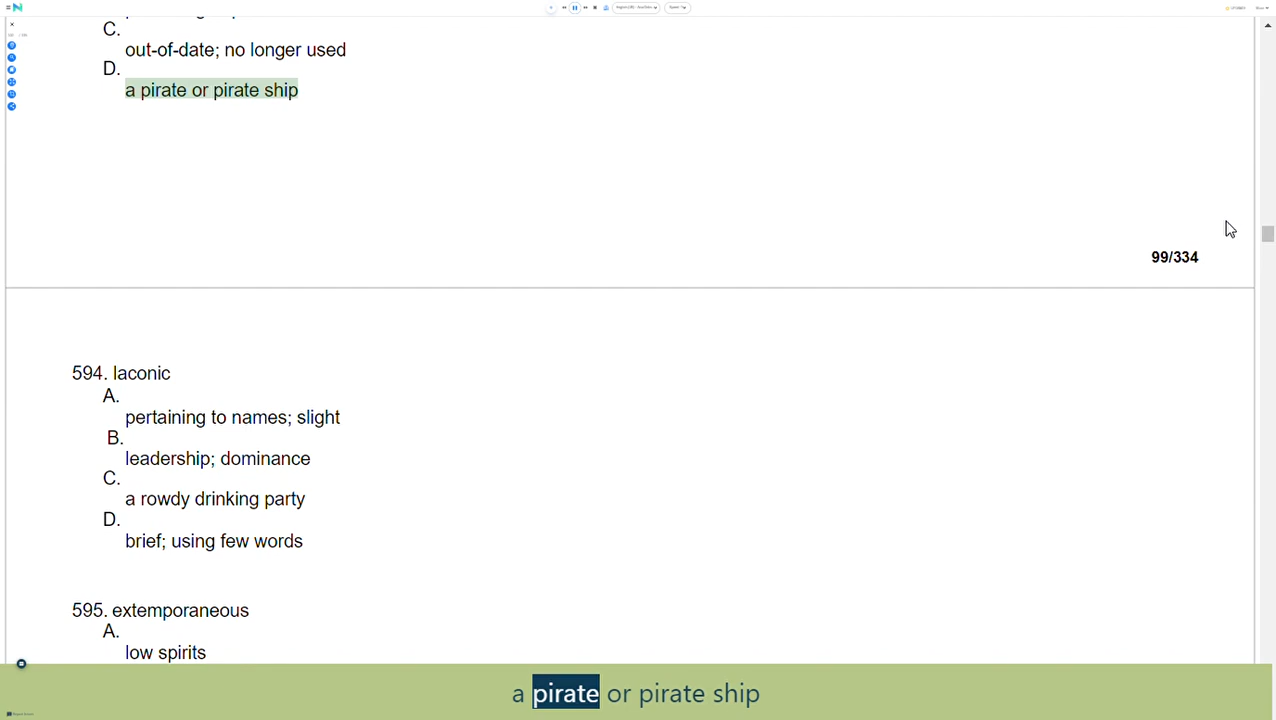 C.
out-of-date; no longer used
D.
a pirate or pirate ship
99/334
594. laconic
A.
pertaining to names; slight
B.
leadership; dominance
C.
a rowdy drinking party
D.
brief; using few words
595. extemporaneous
A.
low spirits
a pirate or pirate ship